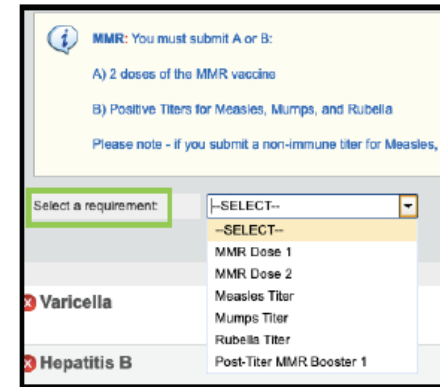 MMR: You must submit A or B:
A) 2 doses of the MMR vaccine
B) Positive Titers for Measles, Mumps, and Rubella
Please note - if you submit a non-immune titer for Measles,
Select a requirement: --SELECT--
--SELECT--
MMR Dose 1
MMR Dose 2
Measles Titer
Varicella
Mumps Titer
Rubella Titer
Hepatitis B
Post-Titer MMR Booster 1